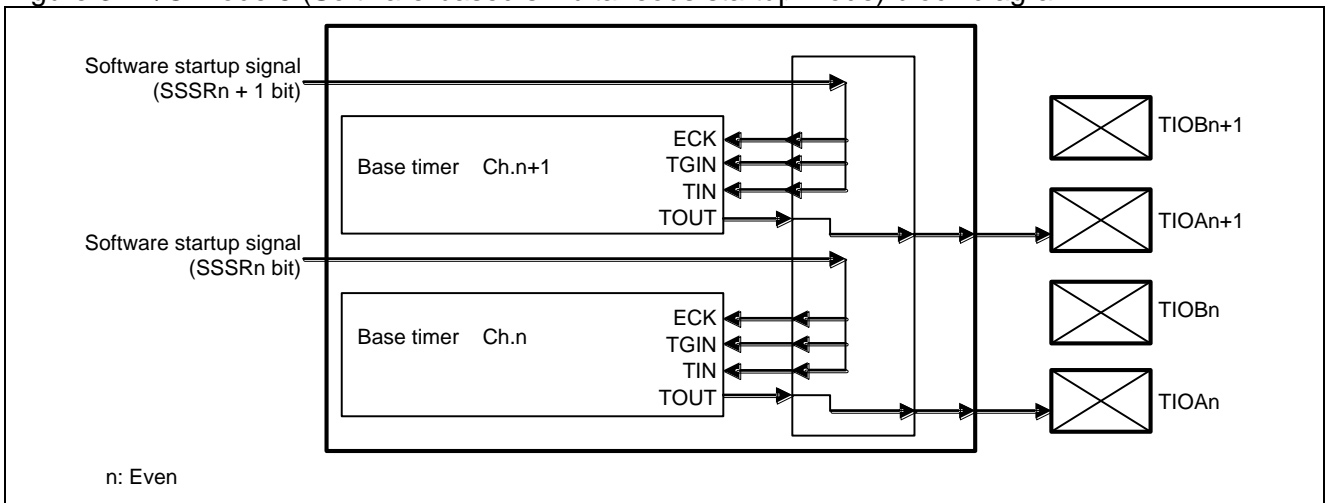 Software startup signal
(SSSRn + 1 bit)
Base timer Ch.n+1
ECK
TGIN
TIN
TOUT
TIOBn+1
TIOAn+1
Software startup signal
(SSSRn bit)
Base timer Ch.n
ECK
TGIN
TIN
TOUT
TIOBn
TIOAn
n: Even